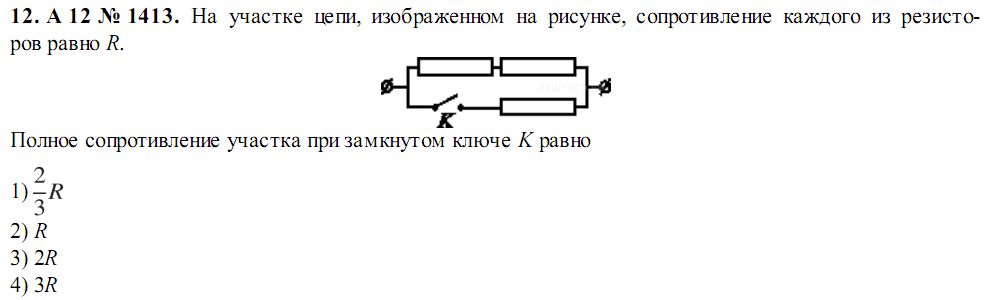 12. А 12 № 1413. На участке цепи, изображенном на рисунке, сопротивление каждого из резисто-
ров равно R.
K
Полное сопротивление участка при замкнутом ключе K равно
1) 2/3 R
2) R
3) 2R
4) 3R